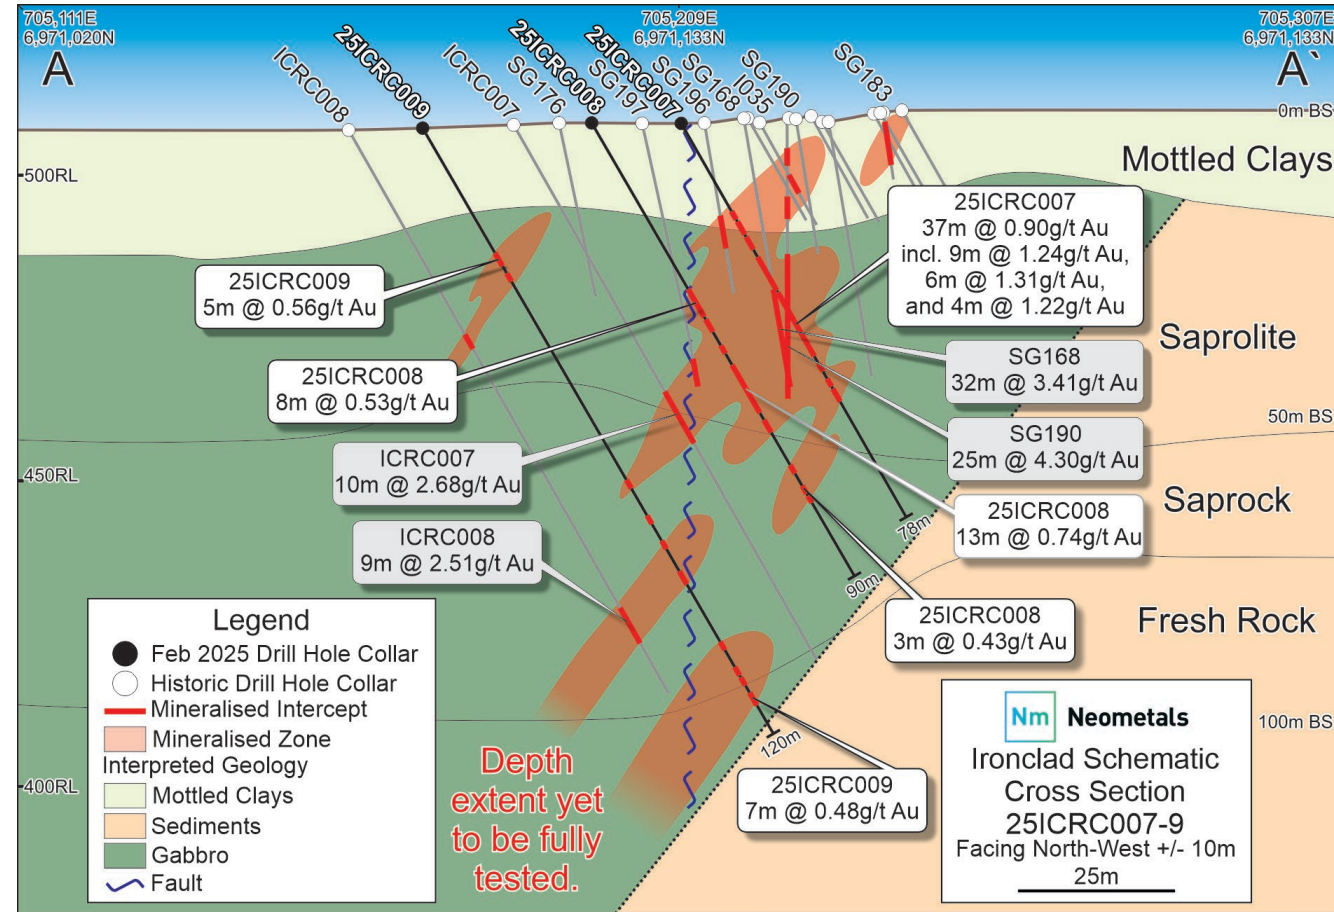 705,111E
6,971,020N
705,209E
6,971,133N
705,307E
6,971,133N
A
A`
ICRC008
25ICRC009
ICRC007
SG176
25ICRC008
SG197
25ICRC007
SG196
SG168
I035
SG190
SG183
0m BS
Mottled Clays
500RL
25ICRC007
37m @ 0.90g/t Au
incl. 9m @ 1.24g/t Au,
6m @ 1.31g/t Au,
and 4m @ 1.22g/t Au
25ICRC009
5m @ 0.56g/t Au
Saprolite
SG168
32m @ 3.41g/t Au
25ICRC008
8m @ 0.53g/t Au
50m BS
SG190
25m @ 4.30g/t Au
ICRC007
10m @ 2.68g/t Au
450RL
Saprock
25ICRC008
13m @ 0.74g/t Au
78m
ICRC008
9m @ 2.51g/t Au
90m
25ICRC008
3m @ 0.43g/t Au
Fresh Rock
Legend
Feb 2025 Drill Hole Collar
Historic Drill Hole Collar
Mineralised Intercept
Mineralised Zone
Interpreted Geology
Mottled Clays
Sediments
Gabbro
Fault
400RL
Depth
extent yet
to be fully
tested.
120m
25ICRC009
7m @ 0.48g/t Au
100m BS
Nm Neometals
Ironclad Schematic
Cross Section
25ICRC007-9
Facing North-West +/- 10m
25m